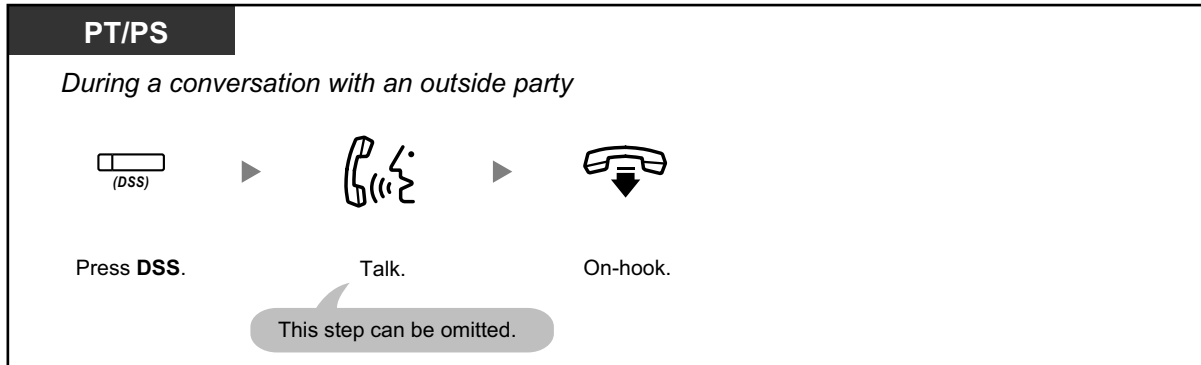 PT/PS
During a conversation with an outside party
(DSS)
Press DSS.
Talk.
On-hook.
This step can be omitted.